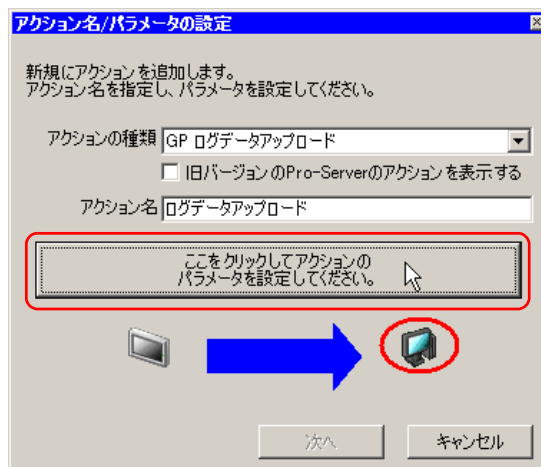 アクション名/パラメータの設定
新規にアクションを追加します。
アクション名を指定し、パラメータを設定してください。
アクションの種類 GP ログデータアップロード
旧バージョンのPro-Serverのアクションを表示する
アクション名 ログデータアップロード
ここをクリックしてアクションの
パラメータを設定してください。
次へ キャンセル